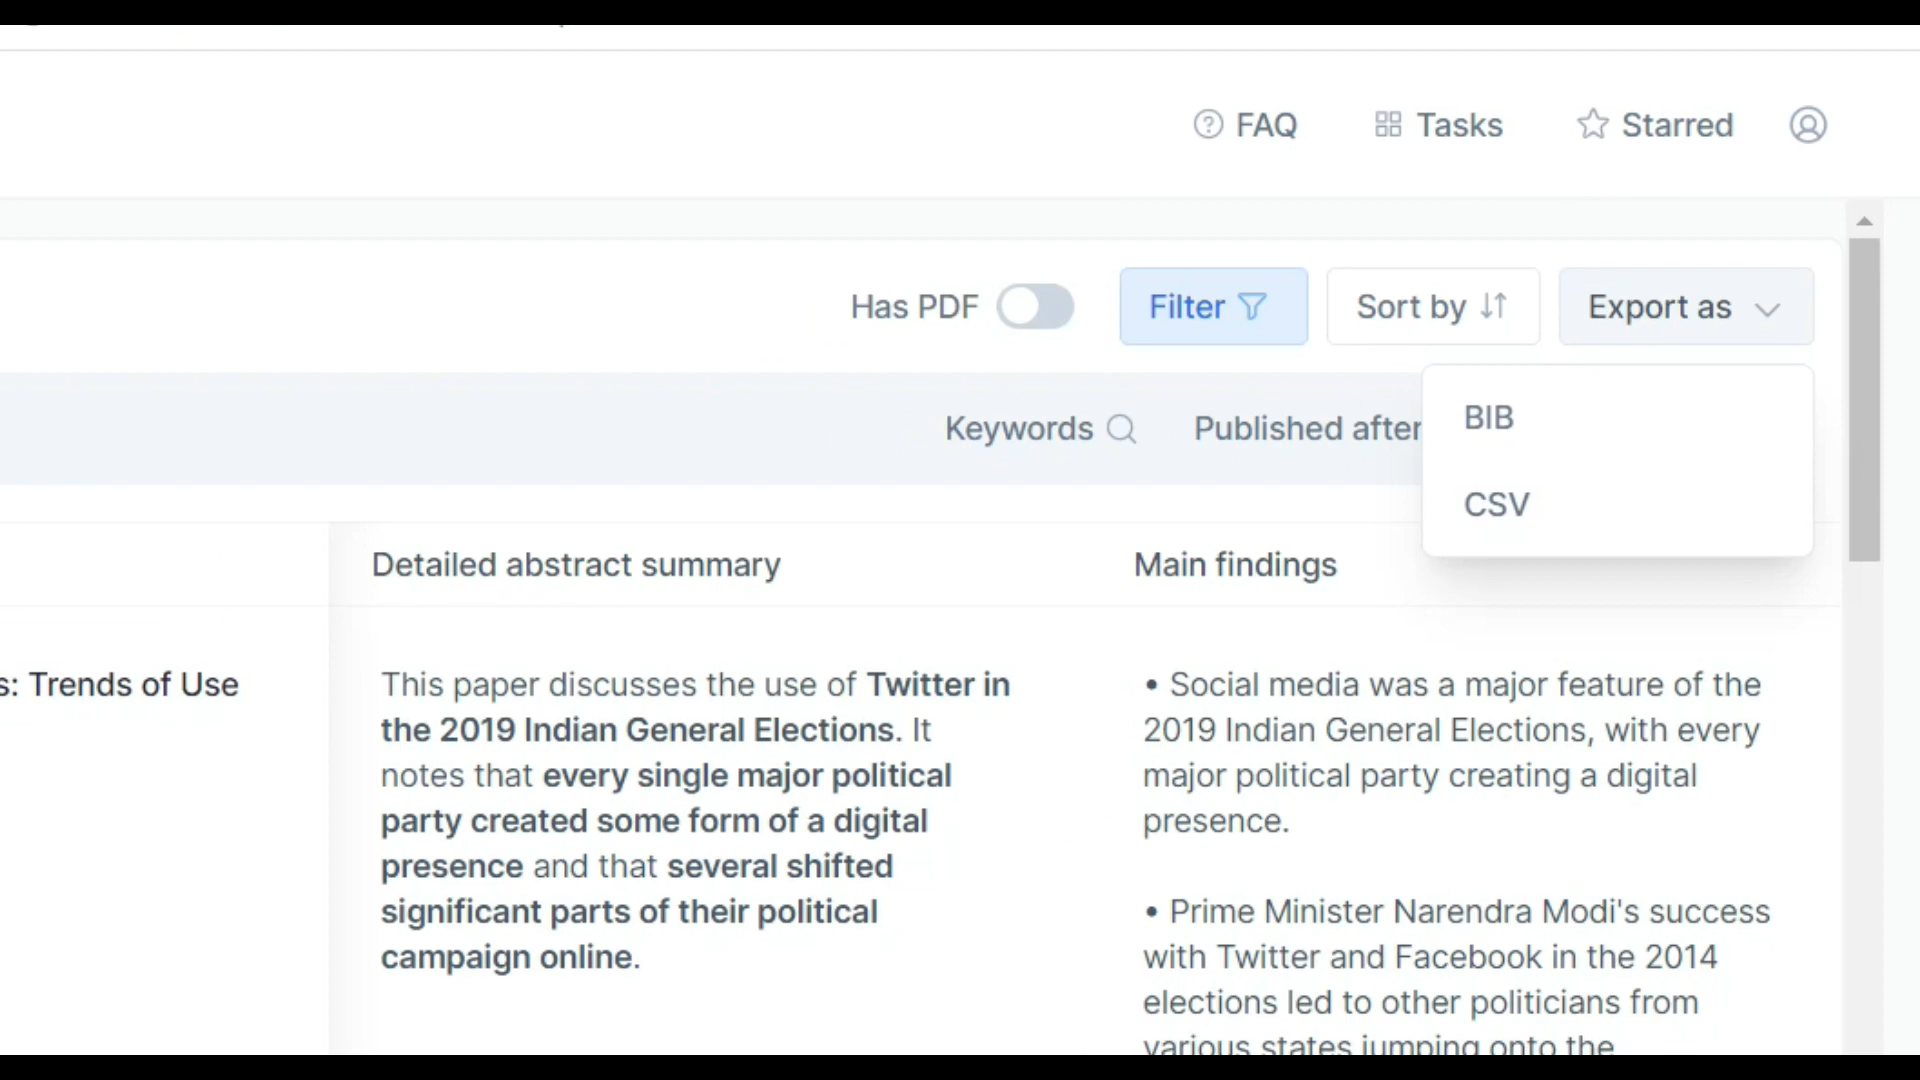 FAQ
Tasks
Starred
Has PDF
Filter
Sort by
Export as
Keywords
Published after
BIB
CSV
Detailed abstract summary
Main findings
s: Trends of Use
This paper discusses the use of Twitter in
the 2019 Indian General Elections. It
notes that every single major political
party created some form of a digital
presence and that several shifted
significant parts of their political
campaign online.
• Social media was a major feature of the
2019 Indian General Elections, with every
major political party creating a digital
presence.
• Prime Minister Narendra Modi's success
with Twitter and Facebook in the 2014
elections led to other politicians from
various states jumping onto the